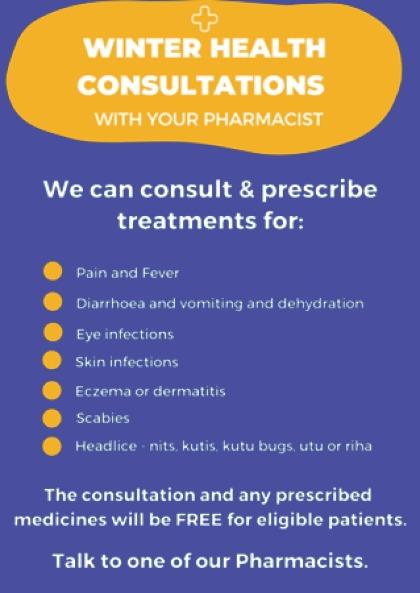 WINTER HEALTH
CONSULTATIONS
WITH YOUR PHARMACIST
We can consult & prescribe
treatments for:
Pain and Fever
Diarrhoea and vomiting and dehydration
Eye infections
Skin infections
Eczema or dermatitis
Scabies
Headlice - nits, kutis, kutu bugs, utu or riha
The consultation and any prescribed
medicines will be FREE for eligible patients.
Talk to one of our Pharmacists.